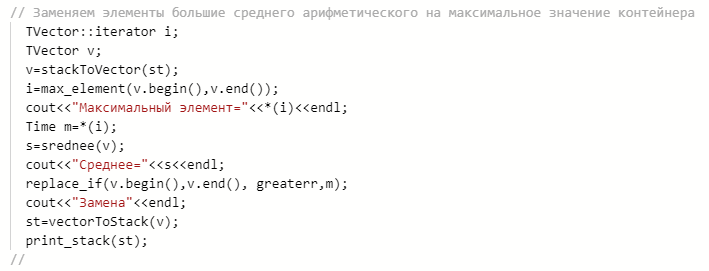 // Заменяем элементы большие среднего арифметического на максимальное значение контейнера
TVector::iterator i;
TVector v;
v=stackToVector(st);
i=max_element(v.begin(),v.end());
cout<<"Максимальный элемент="<<*(i)<<endl;
Time m=*(i);
s=srednee(v);
cout<<"Среднее="<<s<<endl;
replace_if(v.begin(),v.end(), greaterr,m);
cout<<"Замена"<<endl;
st=vectorToStack(v);
print_stack(st);
//